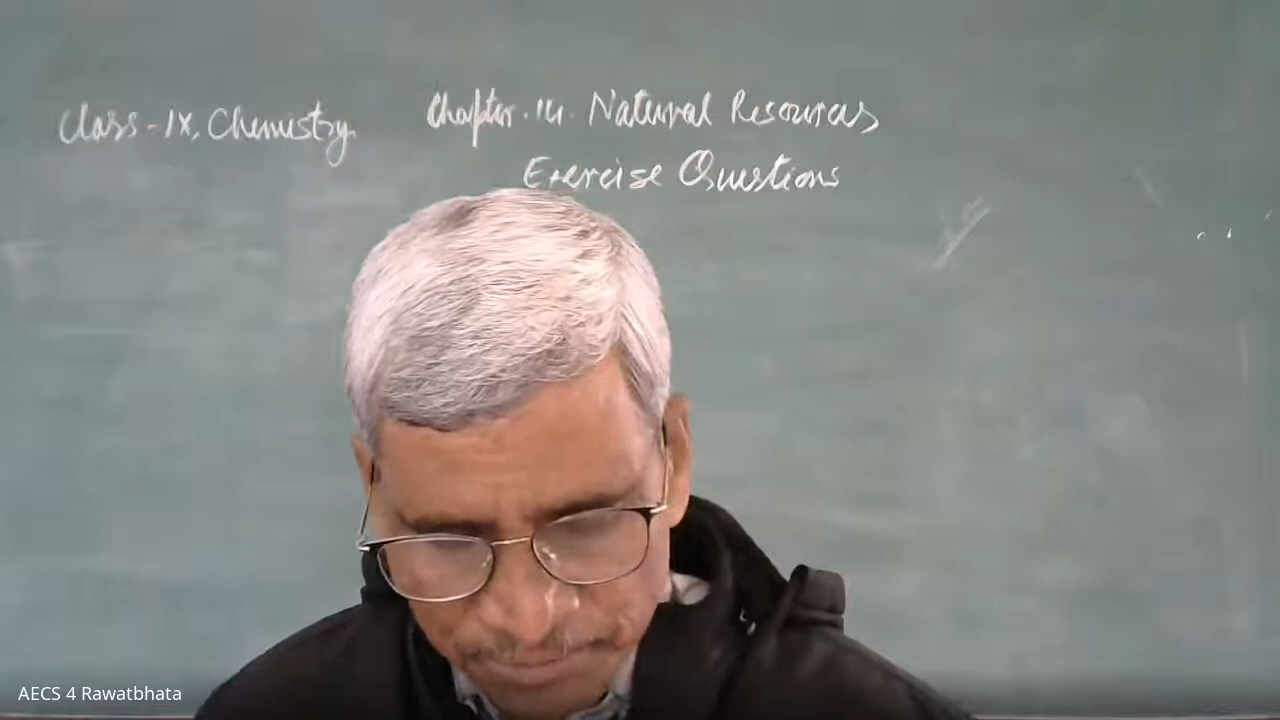 Class-IX, Chemistry.
Chapter. 14. Natural Resources
Exercise Questions
AECS 4 Rawatbhata